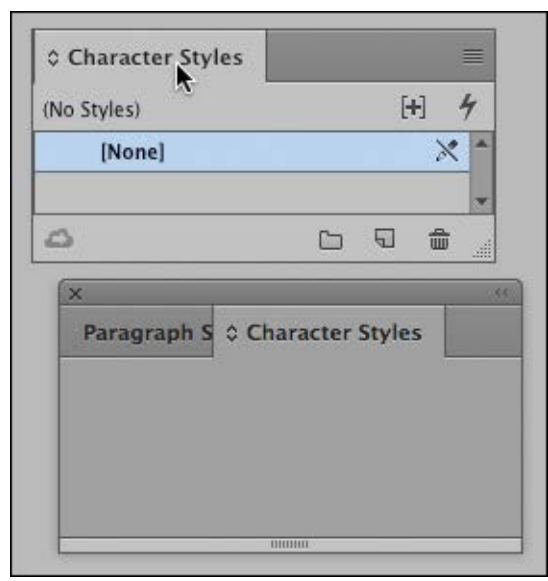 Character Styles
(No Styles)
[None]
Paragraph S
Character Styles